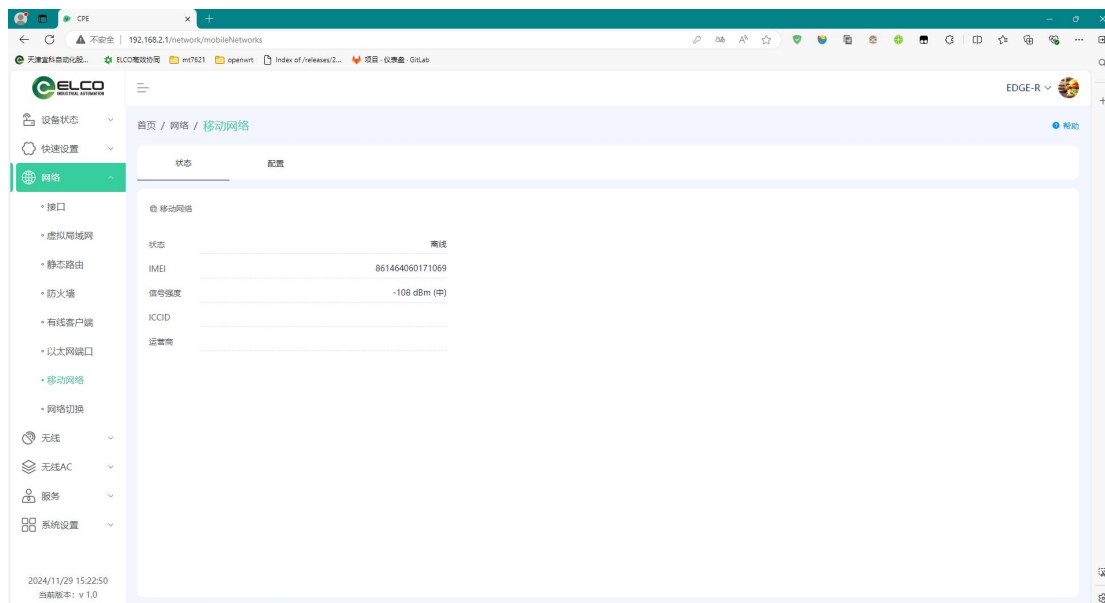 CPE
不安全
192.168.2.1/network/mobileNetworks
天津宜科自动化股...
ELCO高效协同
mt7621
openwrt
Index of /releases/2...
项目 · 仪表盘 · GitLab
ELCO
INDUSTRIAL AUTOMATION
EDGE-R
设备状态
快速设置
网络
接口
虚拟局域网
静态路由
防火墙
有线客户端
以太网端口
移动网络
网络切换
无线
无线AC
服务
系统设置
2024/11/29 15:22:50
当前版本：v 1.0
首页 / 网络 / 移动网络
帮助
状态
配置
移动网络
状态 离线
IMEI 861464060171069
信号强度 -108 dBm (中)
ICCID
运营商